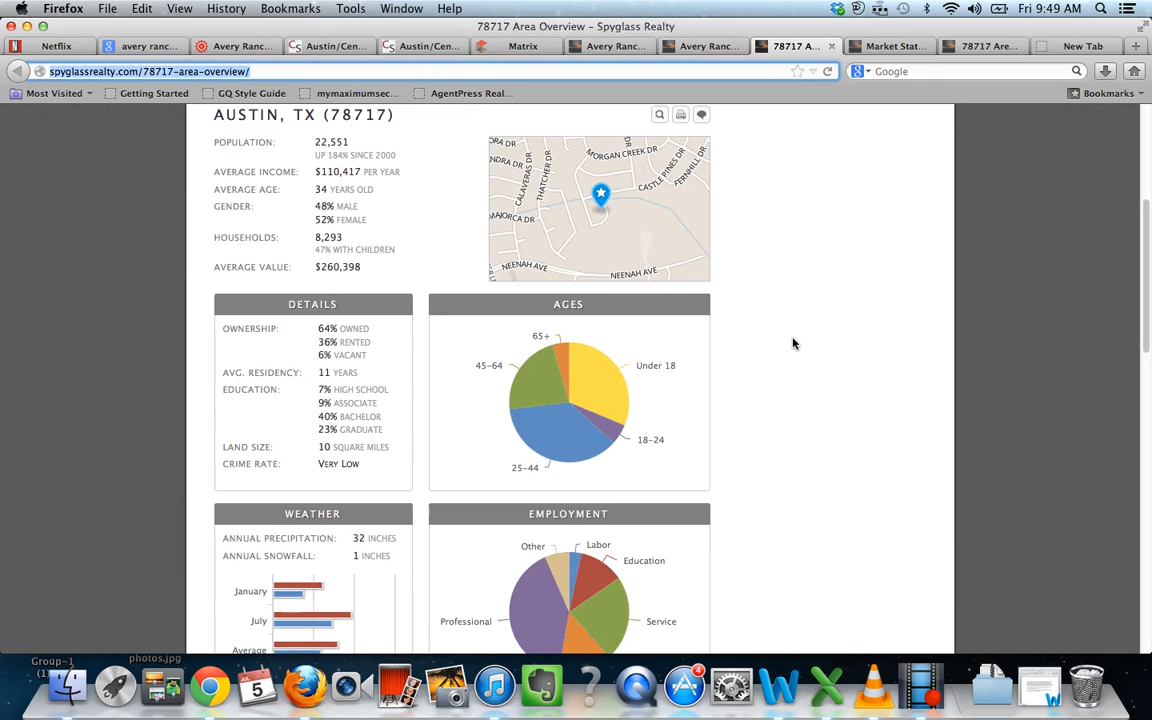 Firefox File Edit View History Bookmarks Tools Window Help Fri 9:49 AM
78717 Area Overview – Spyglass Realty
Netflix avery ranc... Avery Ranc... Austin/Cen... Austin/Cen... Matrix Avery Ranc... Avery Ranc... 78717 A... Market Stat... 78717 Are... New Tab
spyglassrealty.com/78717-area-overview/ Google
Most Visited Getting Started GQ Style Guide mymaximumsec... AgentPress Real... Bookmarks
AUSTIN, TX (78717)
POPULATION: 22,551
UP 184% SINCE 2000
AVERAGE INCOME: $110,417 PER YEAR
AVERAGE AGE: 34 YEARS OLD
GENDER: 48% MALE
52% FEMALE
HOUSEHOLDS: 8,293
47% WITH CHILDREN
AVERAGE VALUE: $260,398
MORGAN CREEK DR
CALAVERAS DR
THATCHER DR
CASTLE PINES DR
FERNHILL DR
MAJORCA DR
NEENAH AVE
NEENAH AVE
DETAILS
OWNERSHIP: 64% OWNED
36% RENTED
6% VACANT
AVG. RESIDENCY: 11 YEARS
EDUCATION: 7% HIGH SCHOOL
9% ASSOCIATE
40% BACHELOR
23% GRADUATE
LAND SIZE: 10 SQUARE MILES
CRIME RATE: VERY LOW
AGES
65+
45–64
Under 18
18–24
25–44
WEATHER
ANNUAL PRECIPITATION: 32 INCHES
ANNUAL SNOWFALL: 1 INCHES
January
July
Average
EMPLOYMENT
Other
Labor
Education
Professional
Service
Group-1
(1)
photos.jpg
5
4